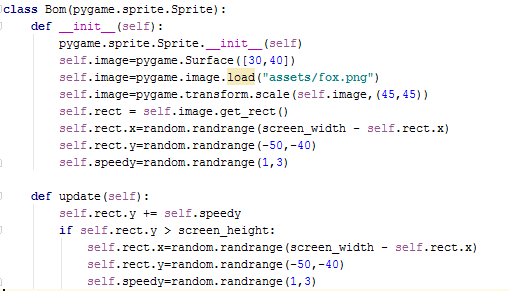 class Bom(pygame.sprite.Sprite):
    def __init__(self):
        pygame.sprite.Sprite.__init__(self)
        self.image=pygame.Surface([30,40])
        self.image=pygame.image.load("assets/fox.png")
        self.image=pygame.transform.scale(self.image,(45,45))
        self.rect = self.image.get_rect()
        self.rect.x=random.randrange(screen_width - self.rect.x)
        self.rect.y=random.randrange(-50,-40)
        self.speedy=random.randrange(1,3)

    def update(self):
        self.rect.y += self.speedy
        if self.rect.y > screen_height:
            self.rect.x=random.randrange(screen_width - self.rect.x)
            self.rect.y=random.randrange(-50,-40)
            self.speedy=random.randrange(1,3)